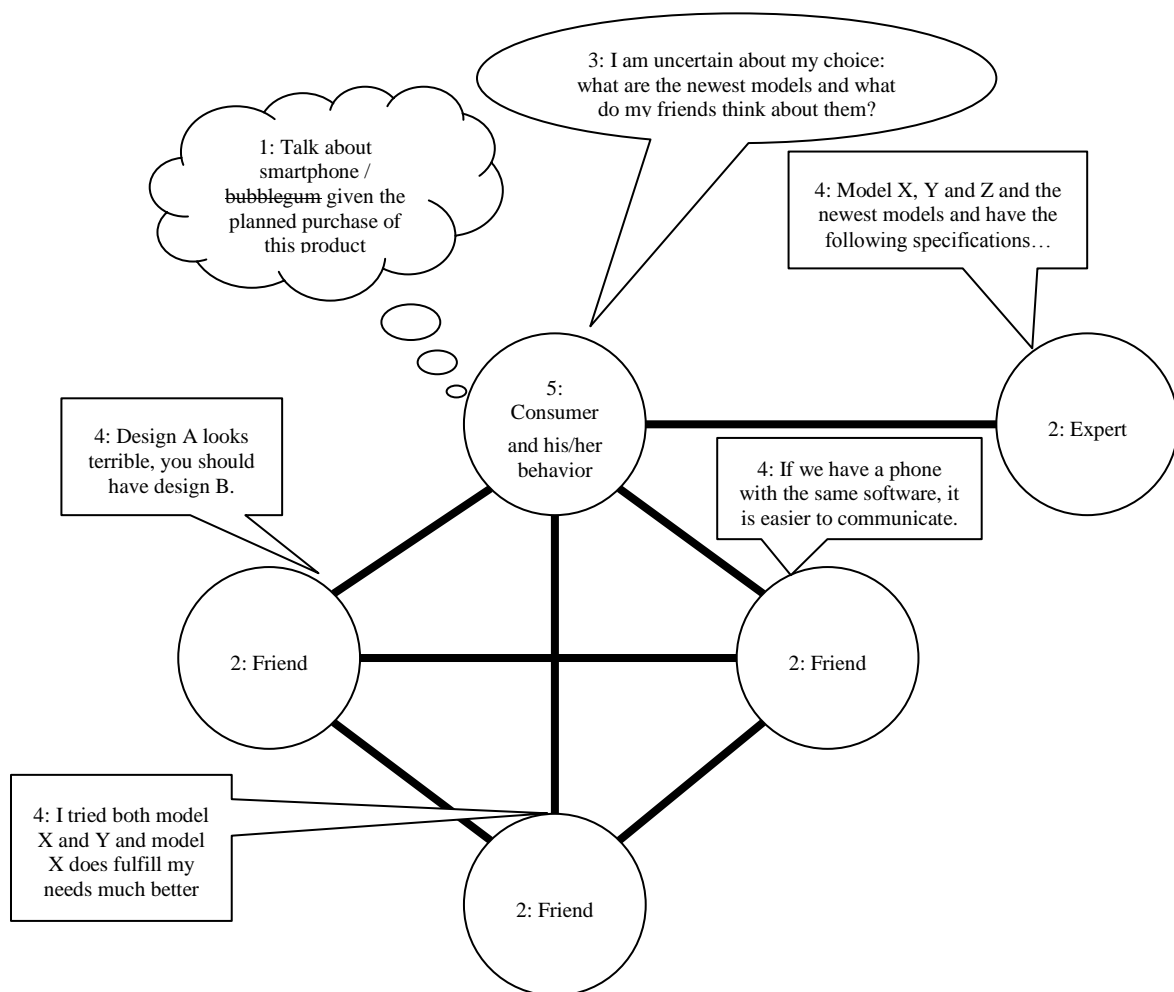 3: I am uncertain about my choice:
what are the newest models and what
do my friends think about them?
1: Talk about
smartphone /
bubblegum given the
planned purchase of
this product
4: Model X, Y and Z and the
newest models and have the
following specifications…
5:
Consumer
and his/her
behavior
2: Expert
4: Design A looks
terrible, you should
have design B.
4: If we have a phone
with the same software, it
is easier to communicate.
2: Friend
2: Friend
4: I tried both model
X and Y and model
X does fulfill my
needs much better
2: Friend